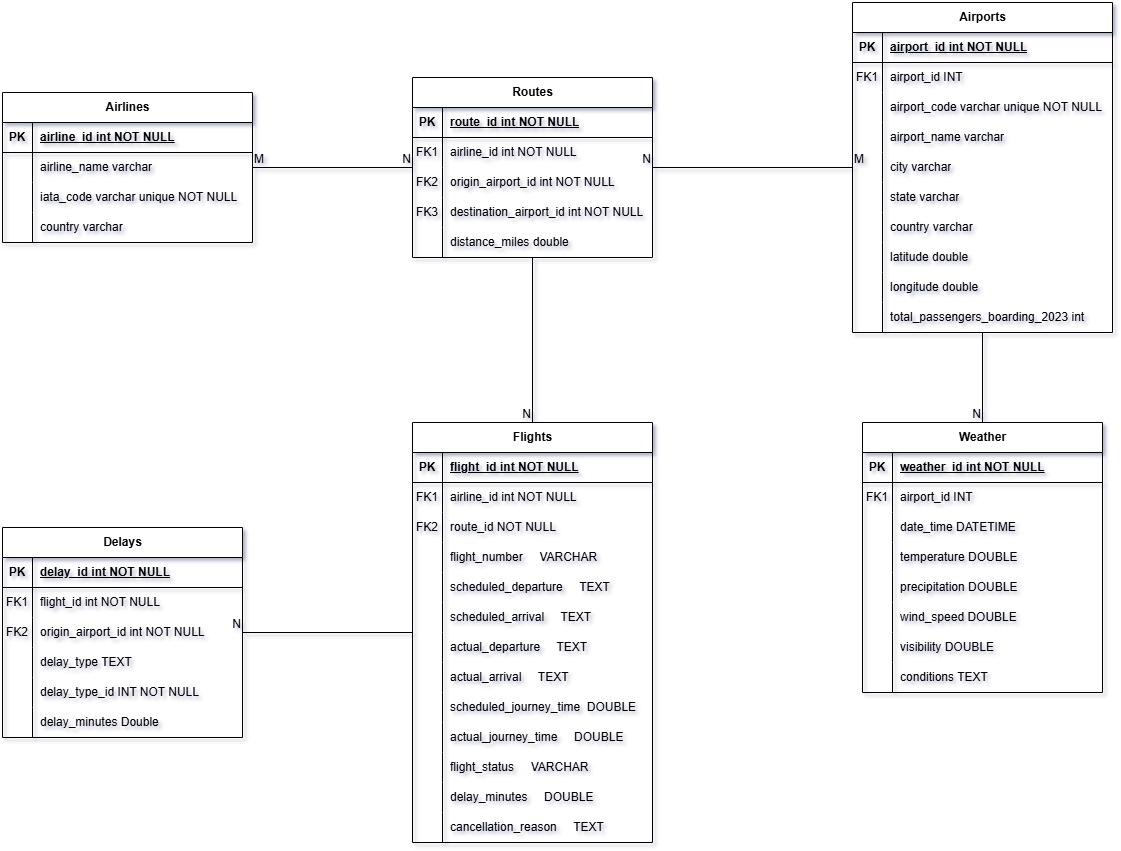 Airlines
PK airline_id int NOT NULL
airline_name varchar
iata_code varchar unique NOT NULL
country varchar
M
N
Routes
PK route_id int NOT NULL
FK1 airline_id int NOT NULL
FK2 origin_airport_id int NOT NULL
FK3 destination_airport_id int NOT NULL
distance_miles double
N
M
Airports
PK airport_id int NOT NULL
FK1 airport_id INT
airport_code varchar unique NOT NULL
airport_name varchar
city varchar
state varchar
country varchar
latitude double
longitude double
total_passengers_boarding_2023 int
N
Flights
PK flight_id int NOT NULL
FK1 airline_id int NOT NULL
FK2 route_id NOT NULL
flight_number VARCHAR
scheduled_departure TEXT
scheduled_arrival TEXT
actual_departure TEXT
actual_arrival TEXT
scheduled_journey_time DOUBLE
actual_journey_time DOUBLE
flight_status VARCHAR
delay_minutes DOUBLE
cancellation_reason TEXT
N
Weather
PK weather_id int NOT NULL
FK1 airport_id INT
date_time DATETIME
temperature DOUBLE
precipitation DOUBLE
wind_speed DOUBLE
visibility DOUBLE
conditions TEXT
Delays
PK delay_id int NOT NULL
FK1 flight_id int NOT NULL
FK2 origin_airport_id int NOT NULL
delay_type TEXT
delay_type_id INT NOT NULL
delay_minutes Double
N